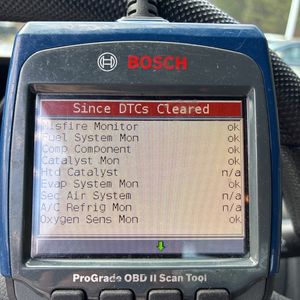 BOSCH
Since DTCs Cleared
Misfire Monitor ok
Fuel System Mon ok
Comp Component ok
Catalyst Mon ok
Htd Catalyst n/a
Evap System Mon ok
Sec Air System n/a
A/C Refrig Mon n/a
Oxygen Sens Mon ok
ProGrade OBD II Scan Tool